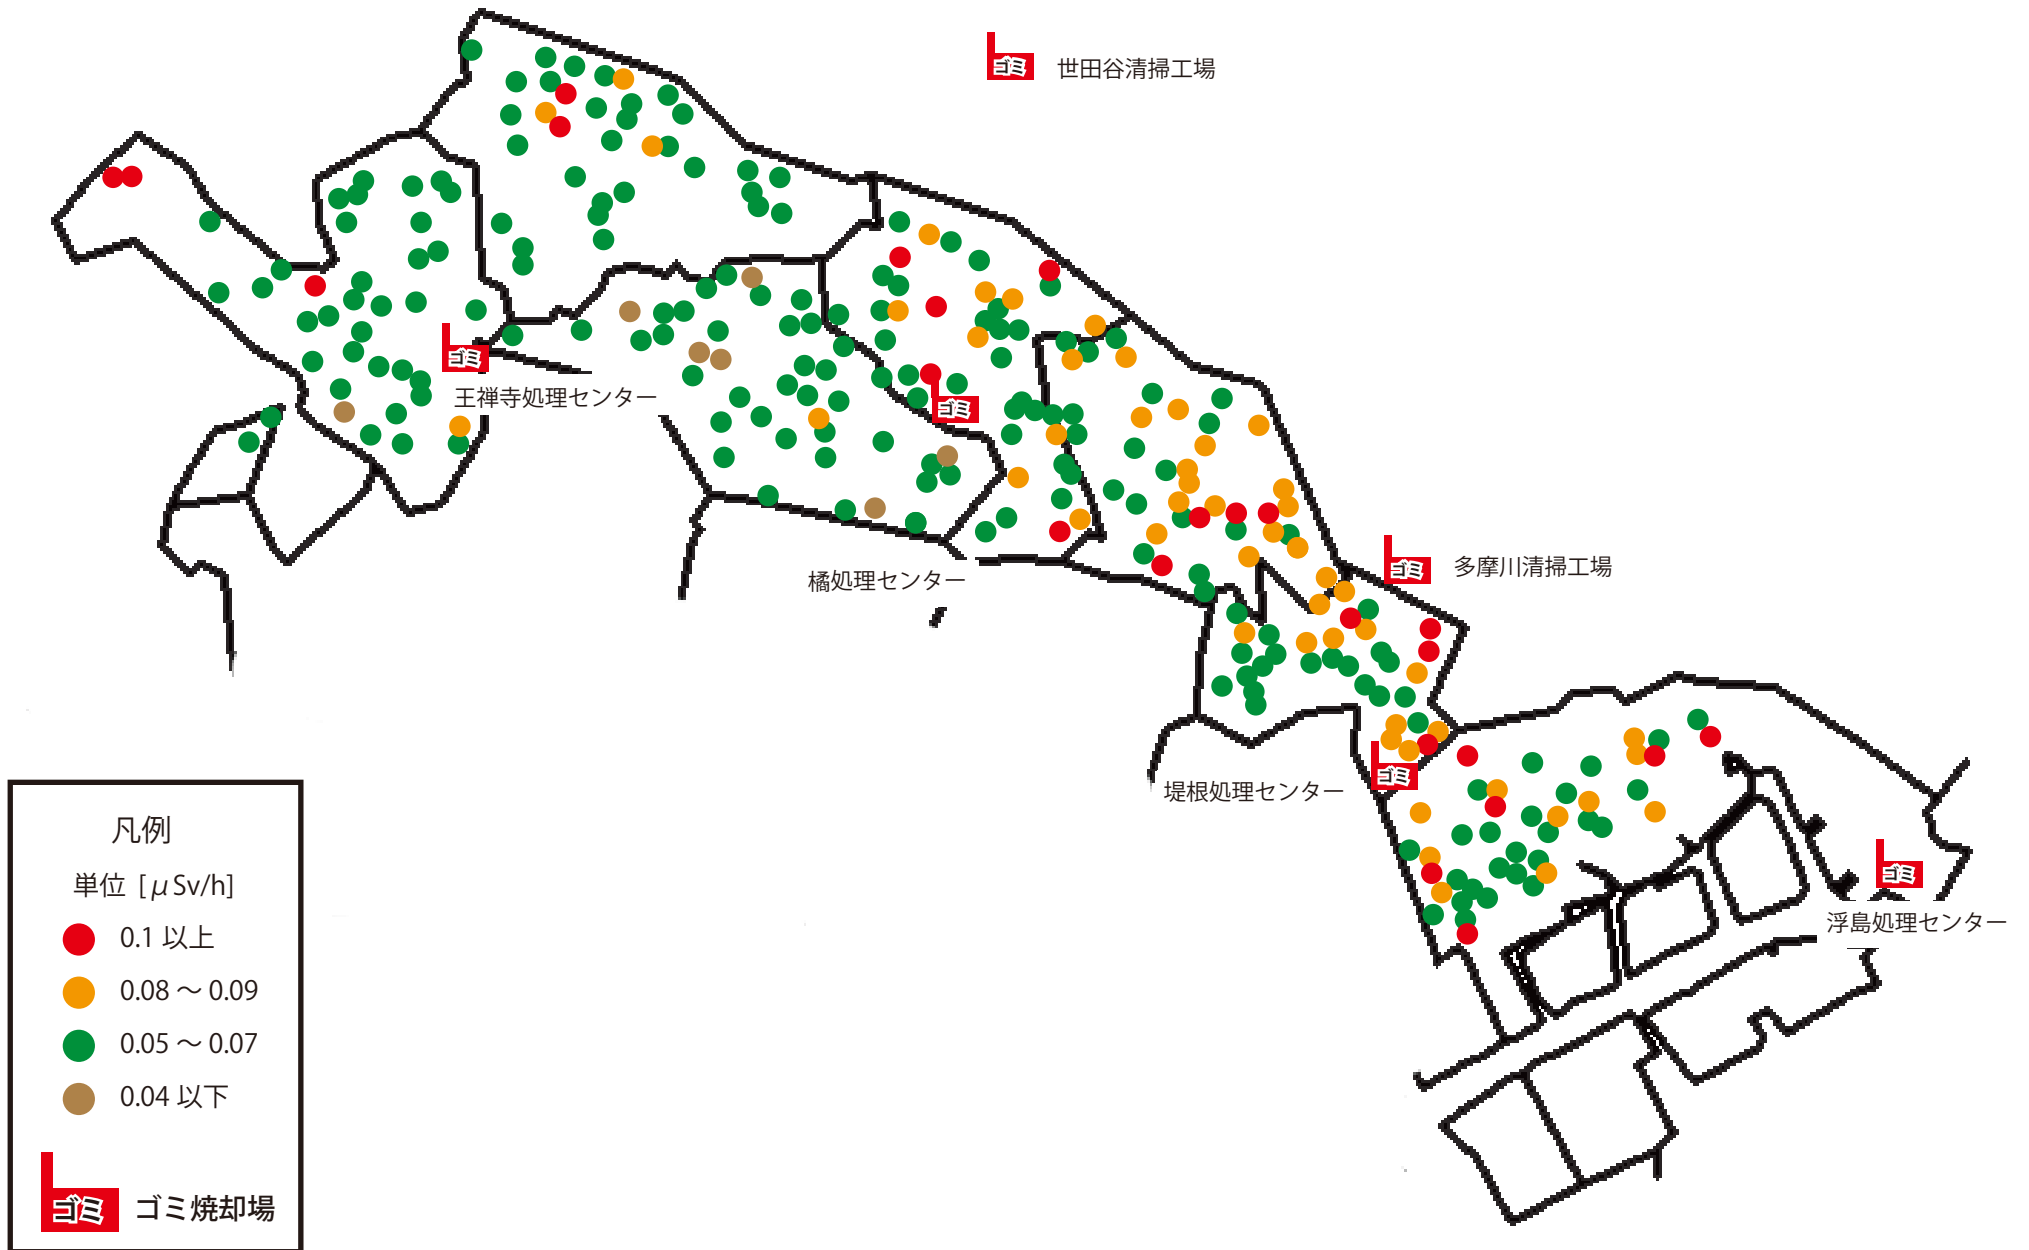 ゴミ 世田谷清掃工場
ゴミ
王禅寺処理センター
ゴミ
橘処理センター
ゴミ 多摩川清掃工場
ゴミ
堤根処理センター
ゴミ
浮島処理センター
凡例
単位 [μSv/h]
0.1 以上
0.08 ～ 0.09
0.05 ～ 0.07
0.04 以下
ゴミ ゴミ焼却場